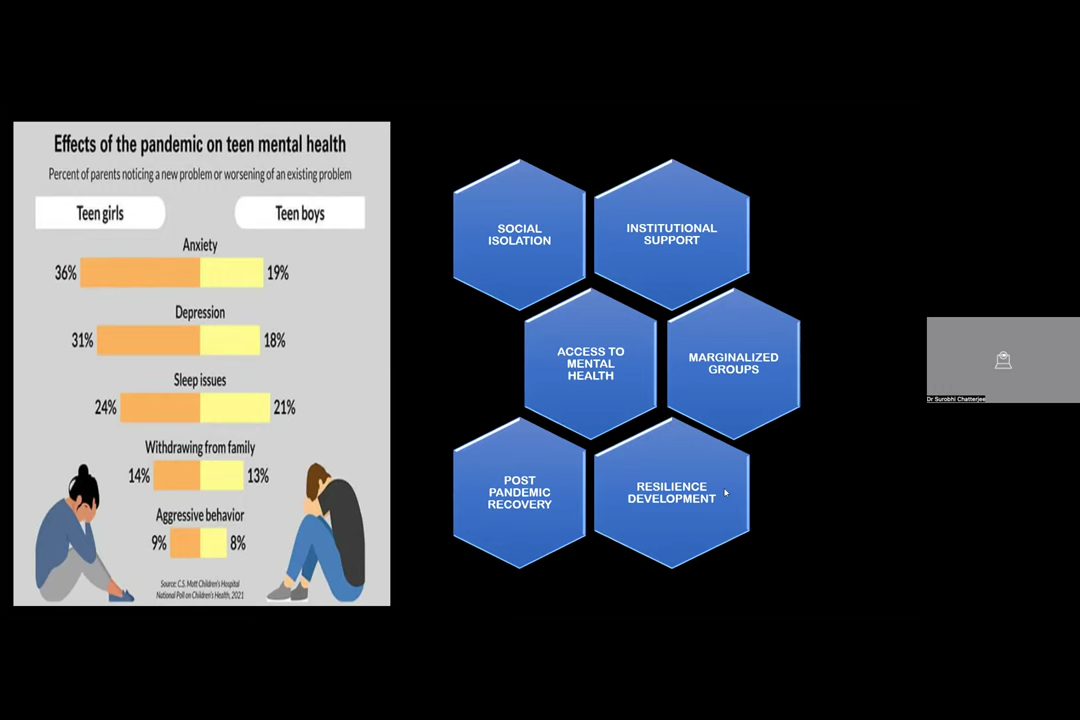 Effects of the pandemic on teen mental health
Percent of parents noticing a new problem or worsening of an existing problem
Teen girls
Teen boys
Anxiety
36%
19%
Depression
31%
18%
Sleep issues
24%
21%
Withdrawing from family
14%
13%
Aggressive behavior
9%
8%
Source: C.S. Mott Children's Hospital
National Poll on Children's Health, 2021
SOCIAL
ISOLATION
INSTITUTIONAL
SUPPORT
ACCESS TO
MENTAL
HEALTH
MARGINALIZED
GROUPS
POST
PANDEMIC
RECOVERY
RESILIENCE
DEVELOPMENT
Dr Surobhi Chatterjee